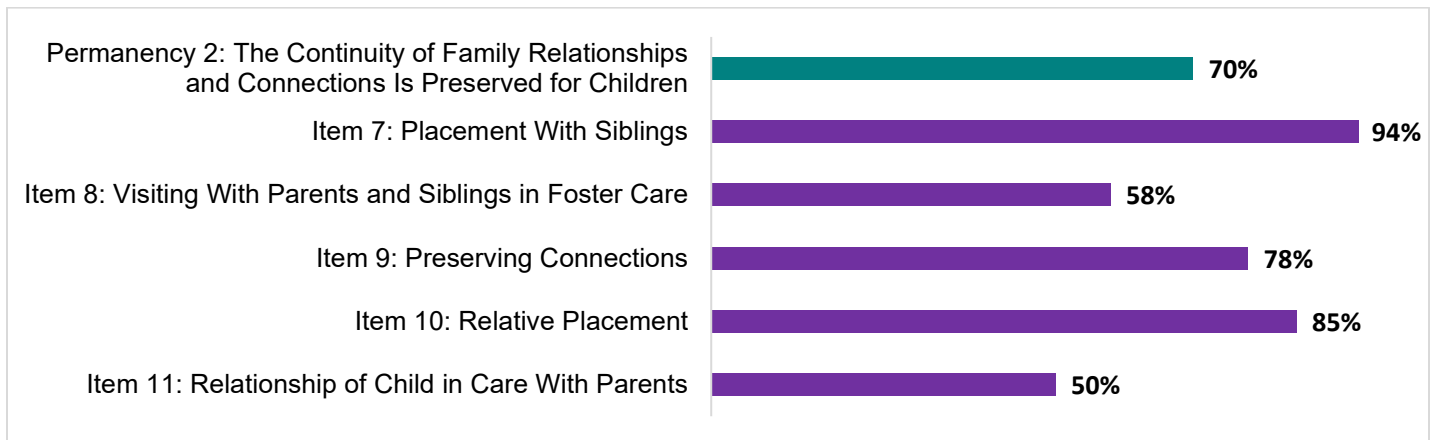 Permanency 2: The Continuity of Family Relationships
and Connections Is Preserved for Children
70%
Item 7: Placement With Siblings
94%
Item 8: Visiting With Parents and Siblings in Foster Care
58%
Item 9: Preserving Connections
78%
Item 10: Relative Placement
85%
Item 11: Relationship of Child in Care With Parents
50%